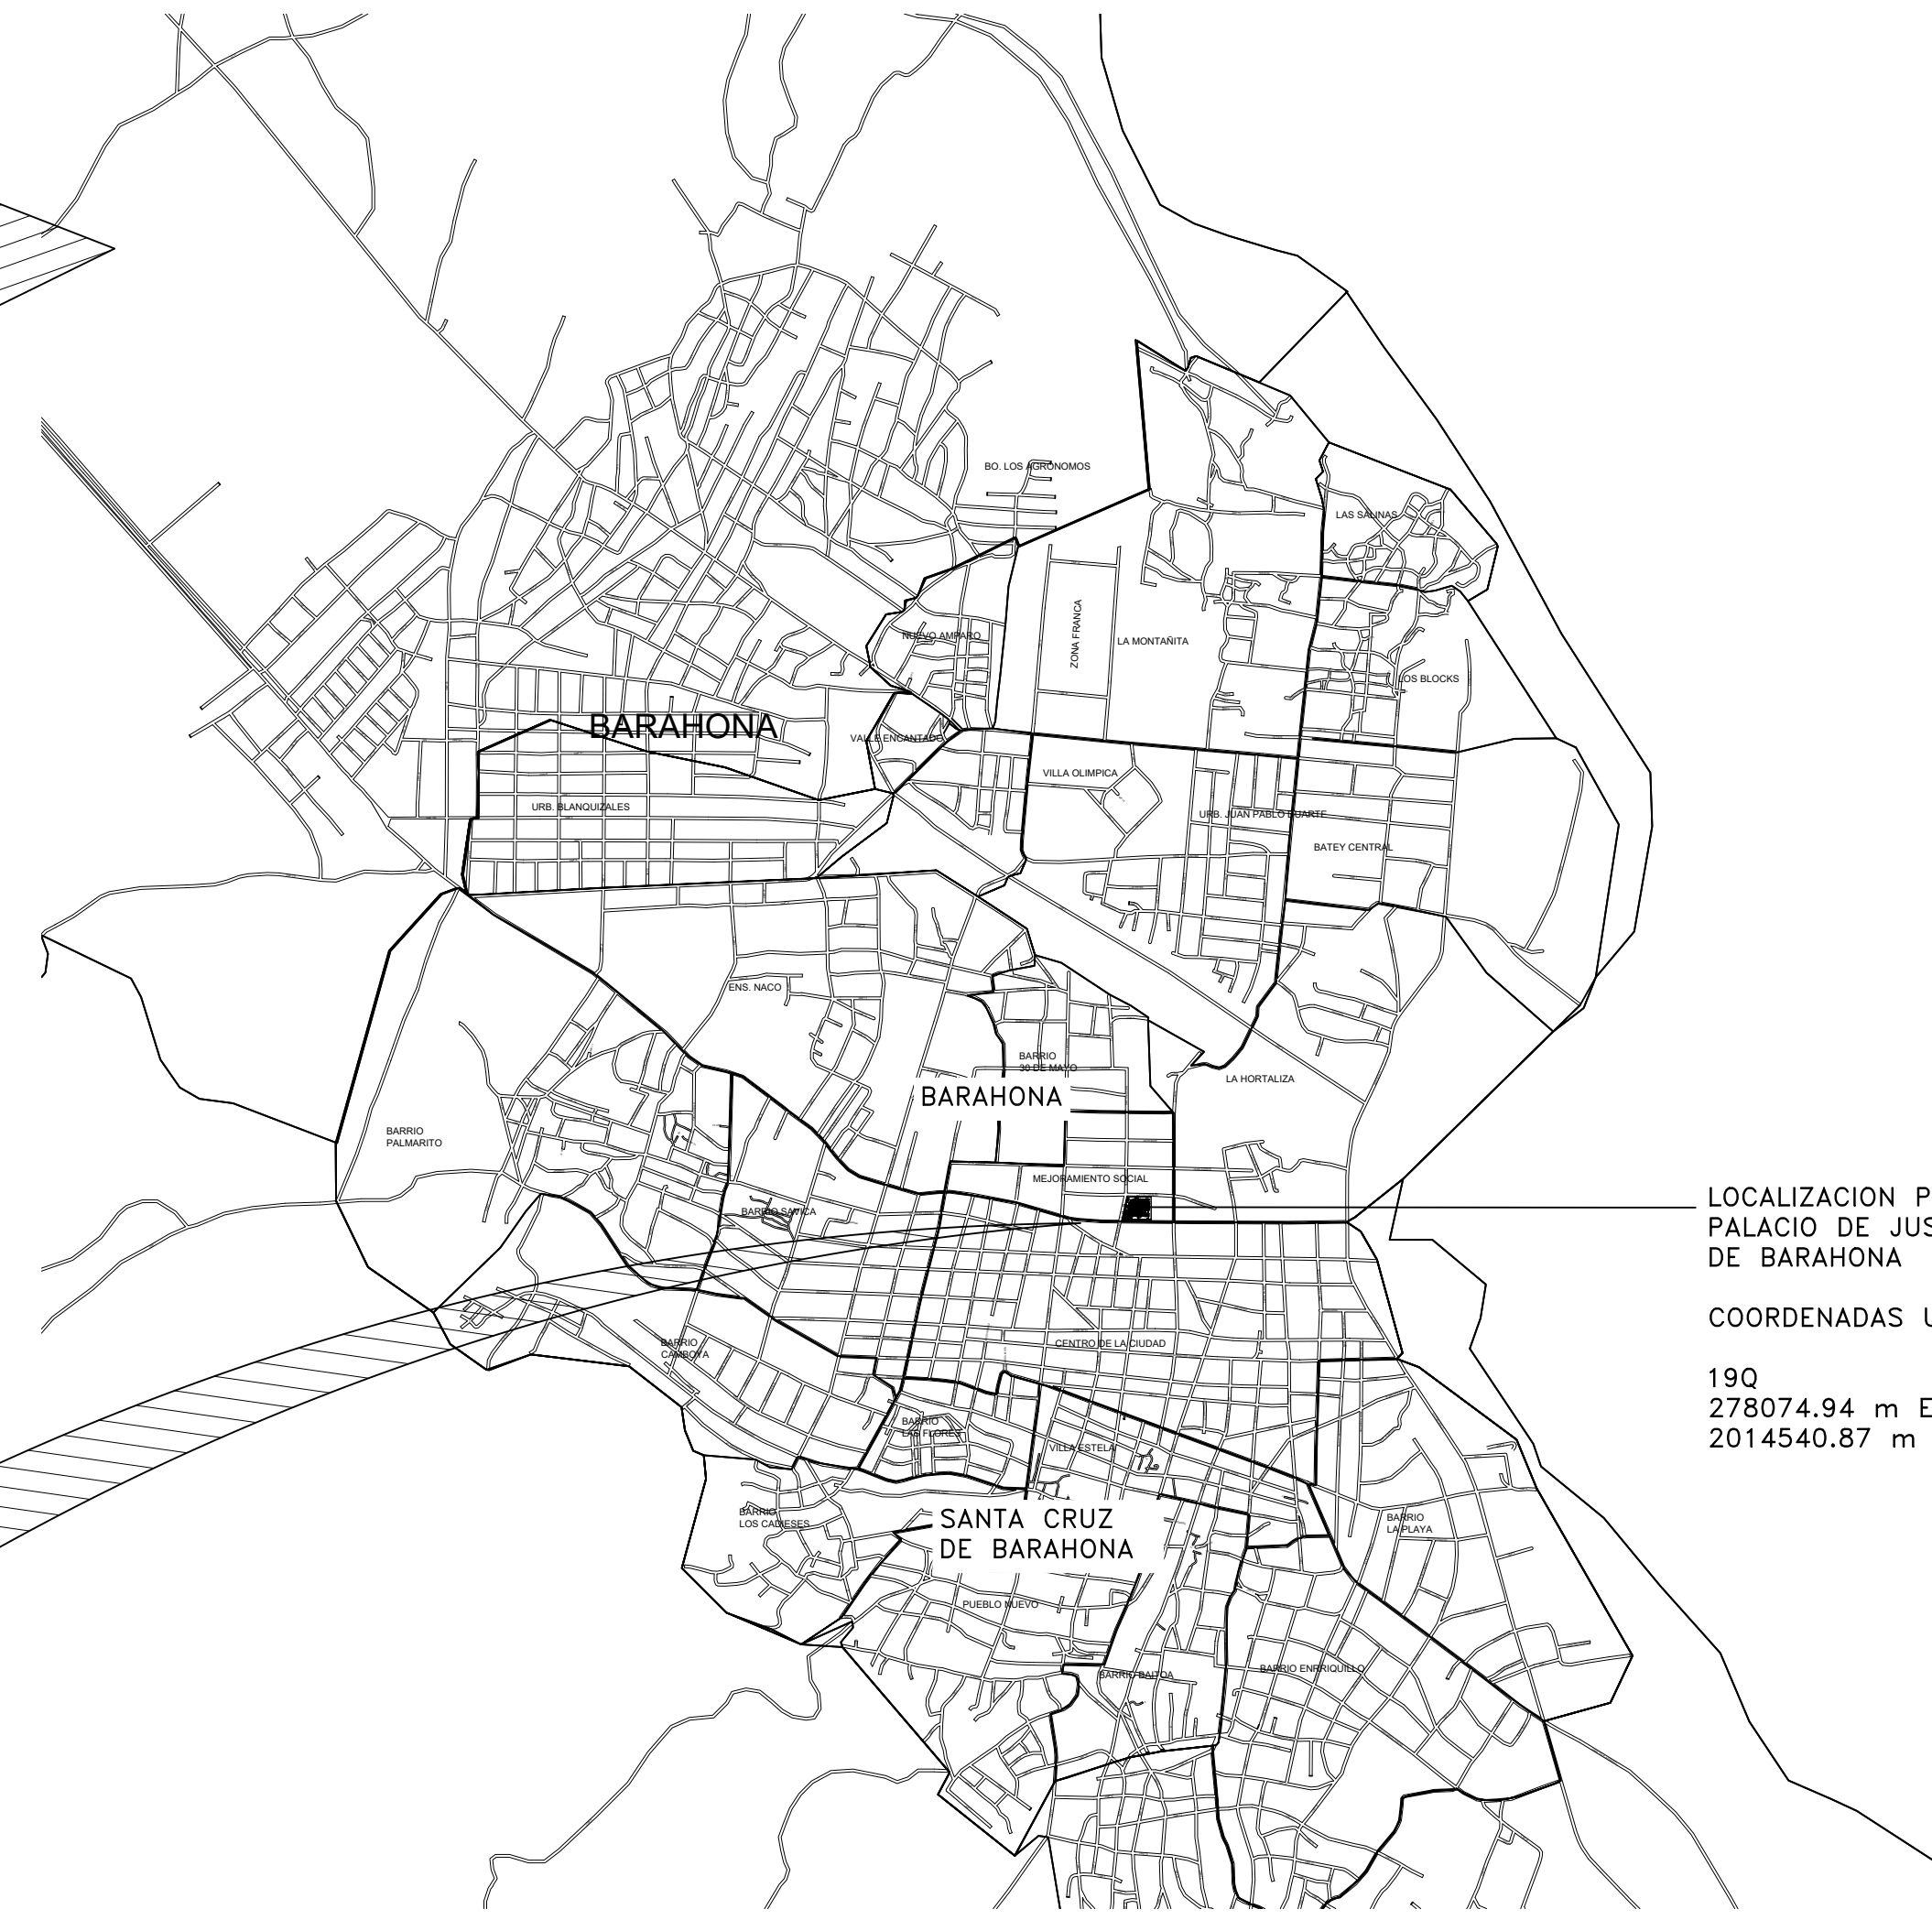 BO. LOS AGRONOMOS
LAS SALINAS
NUEVO AMPARO
ZONA FRANCA
LA MONTAÑITA
LOS BLOCKS
BARAHONA
VALLE ENCANTADO
VILLA OLIMPICA
URB. BLANQUIZALES
URB. JUAN PABLO DUARTE
BATEY CENTRAL
ENS. NACO
BARRIO
30 DE MAYO
LA HORTALIZA
BARAHONA
BARRIO
PALMARITO
MEJORAMIENTO SOCIAL
BARRIO SAVICA
LOCALIZACION P
PALACIO DE JUS
DE BARAHONA
COORDENADAS U
19Q
278074.94 m E
2014540.87 m
BARRIO
CAMBOYA
CENTRO DE LA CIUDAD
BARRIO
LAS FLORES
VILLA ESTELA
BARRIO
LOS CADIESES
SANTA CRUZ
DE BARAHONA
BARRIO
LA PLAYA
PUEBLO NUEVO
BARRIO BAITOA
BARRIO ENRRIQUILLO